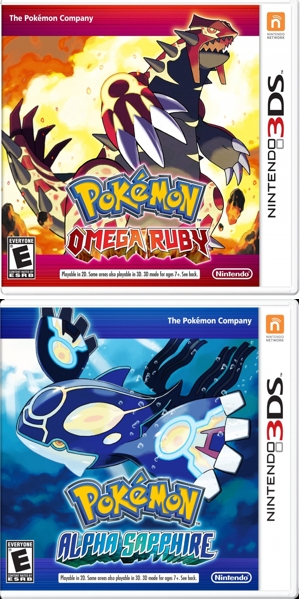 The Pokémon Company
NINTENDO NETWORK
NINTENDO 3DS
POKéMON
OMEGA RUBY
EVERYONE
E
ESRB
Playable in 2D. Some areas also playable in 3D. 3D mode for ages 7+. See back.
Nintendo
The Pokémon Company
NINTENDO NETWORK
NINTENDO 3DS
POKéMON
ALPHA SAPPHIRE
EVERYONE
E
ESRB
Playable in 2D. Some areas also playable in 3D. 3D mode for ages 7+. See back.
Nintendo